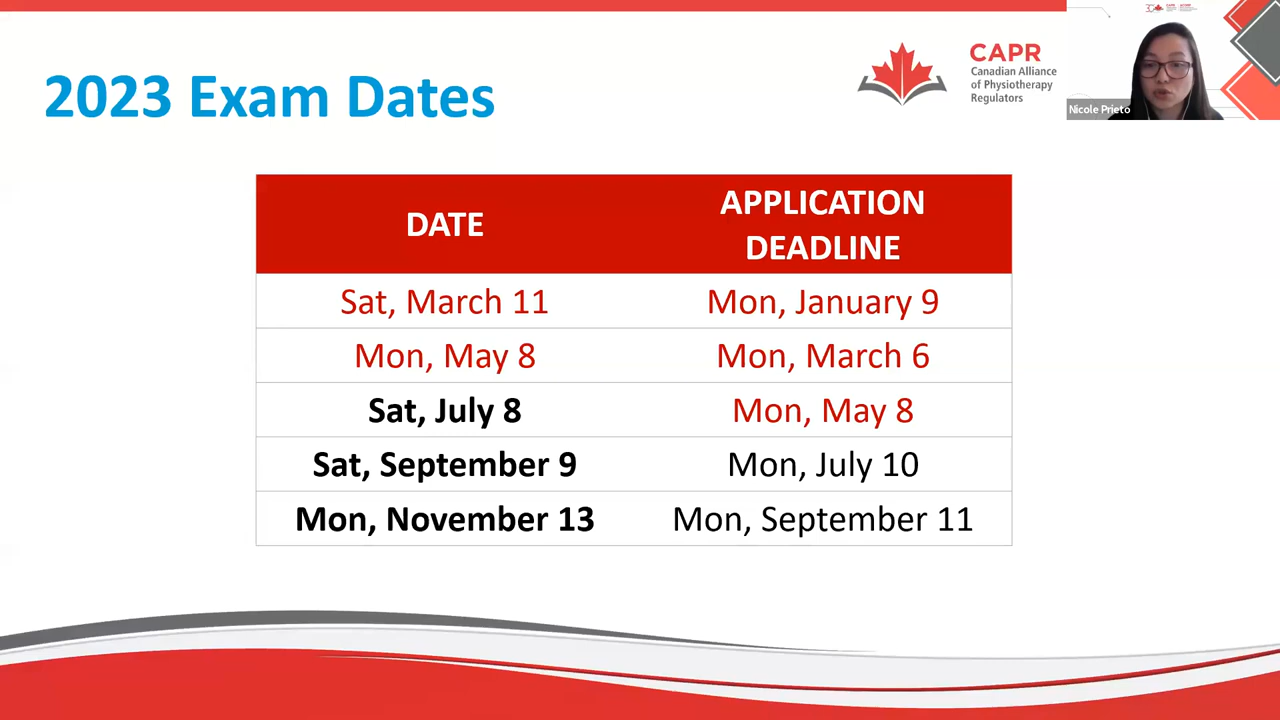 2023 Exam Dates
CAPR
Canadian Alliance
of Physiotherapy
Regulators
Nicole Prieto
DATE
APPLICATION
DEADLINE
Sat, March 11
Mon, January 9
Mon, May 8
Mon, March 6
Sat, July 8
Mon, May 8
Sat, September 9
Mon, July 10
Mon, November 13
Mon, September 11